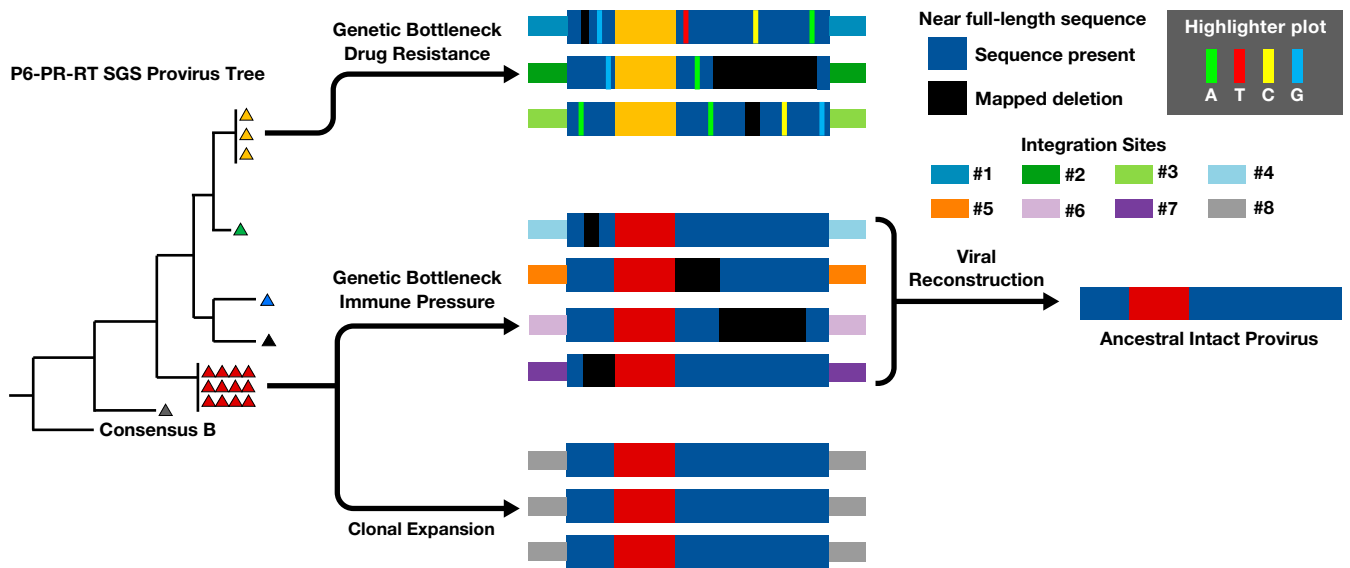 P6-PR-RT SGS Provirus Tree
Consensus B
Genetic Bottleneck
Drug Resistance
Genetic Bottleneck
Immune Pressure
Clonal Expansion
Near full-length sequence
Sequence present
Mapped deletion
Highlighter plot
A T C G
Integration Sites
#1 #2 #3 #4
#5 #6 #7 #8
Viral
Reconstruction
Ancestral Intact Provirus